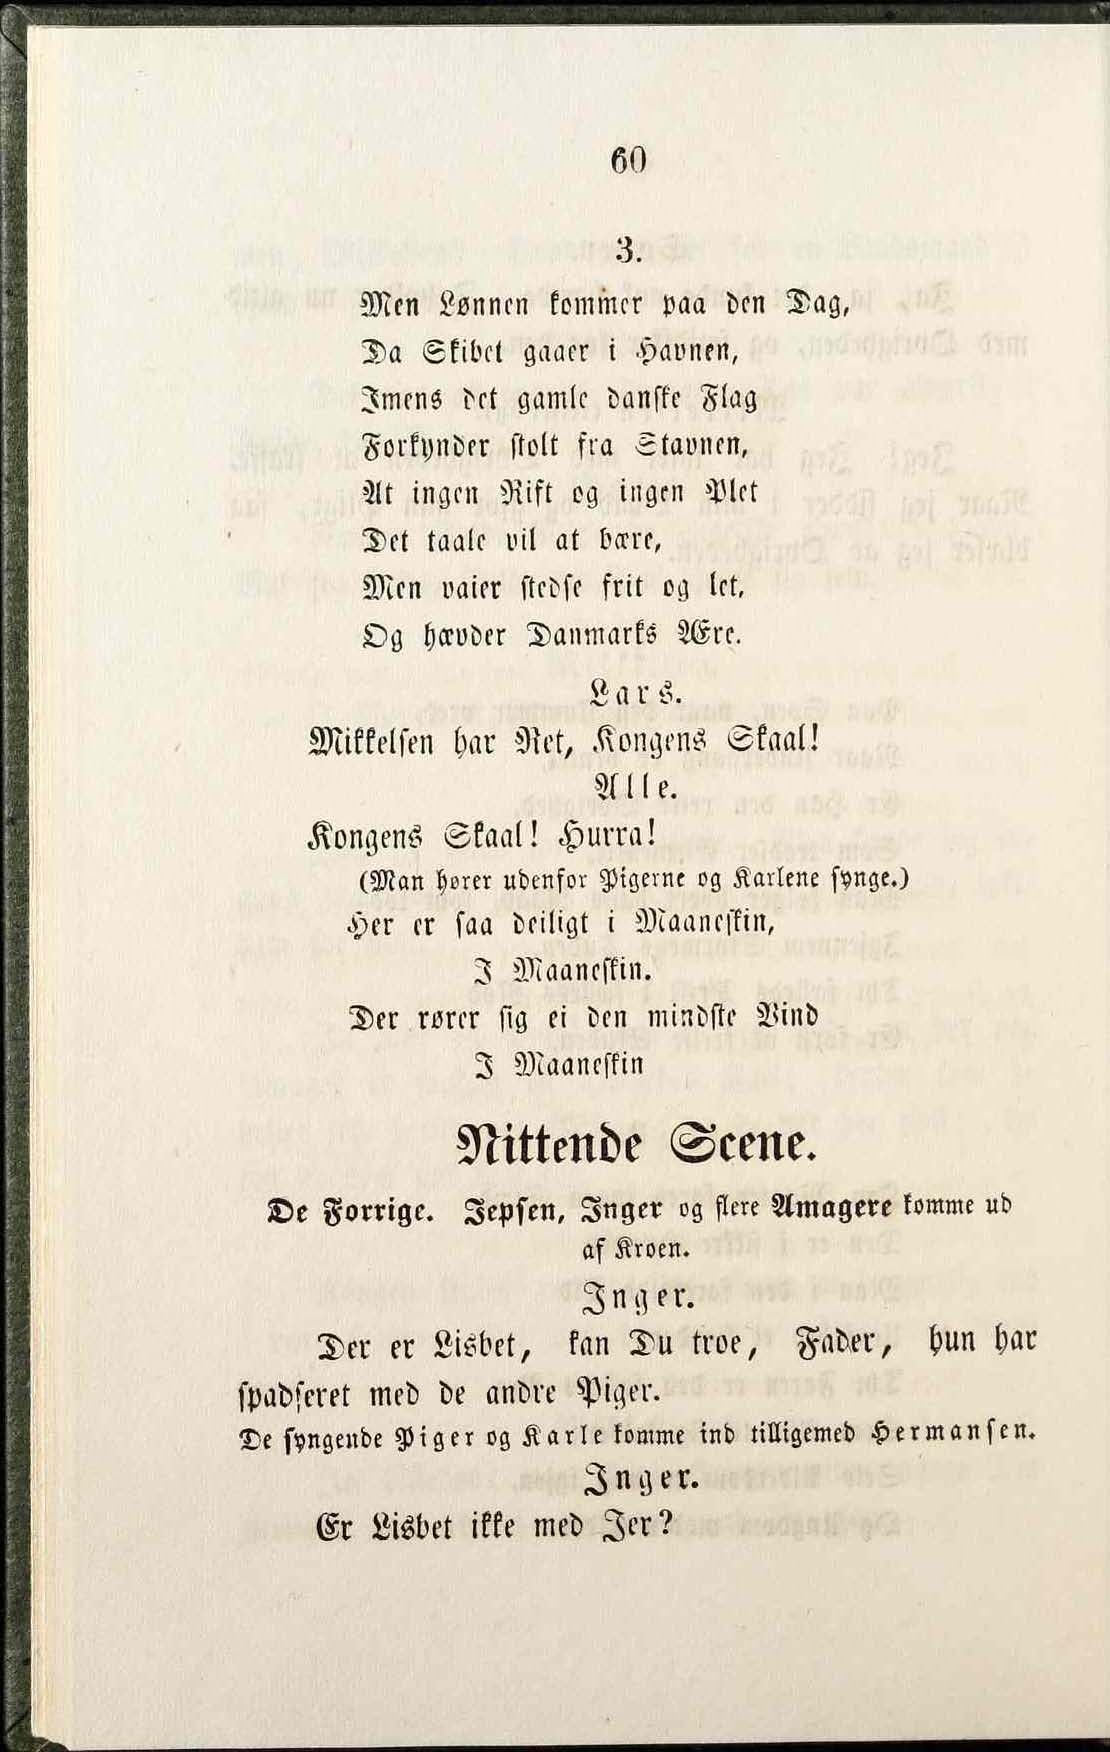 60
3.
Men Lønnen kommer paa den Dag,
Da Skibet gaaer i Havnen,
Imens det gamle danske Flag
Forkynder stolt fra Stavnen,
At ingen Rift og ingen Plet
Det taale vil at bære,
Men vaier stedse frit og let,
Og hævder Danmarks Ære.
Lars.
Mikkelsen har Ret, Kongens Skaal!
Alle.
Kongens Skaal! Hurra!
(Man hører udenfor Pigerne og Karlene synge.)
Her er saa deiligt i Maaneskin,
I Maaneskin.
Der rører sig ei den mindste Vind
I Maaneskin
Nittende Scene.
De Forrige. Jepsen, Inger og flere Amagere komme ud
af Kroen.
Inger.
Der er Lisbet, kan Du troe, Fader, hun har
spadseret med de andre Piger.
De syngende Piger og Karle komme ind tilligemed Hermansen.
Inger.
Er Lisbet ikke med Jer?